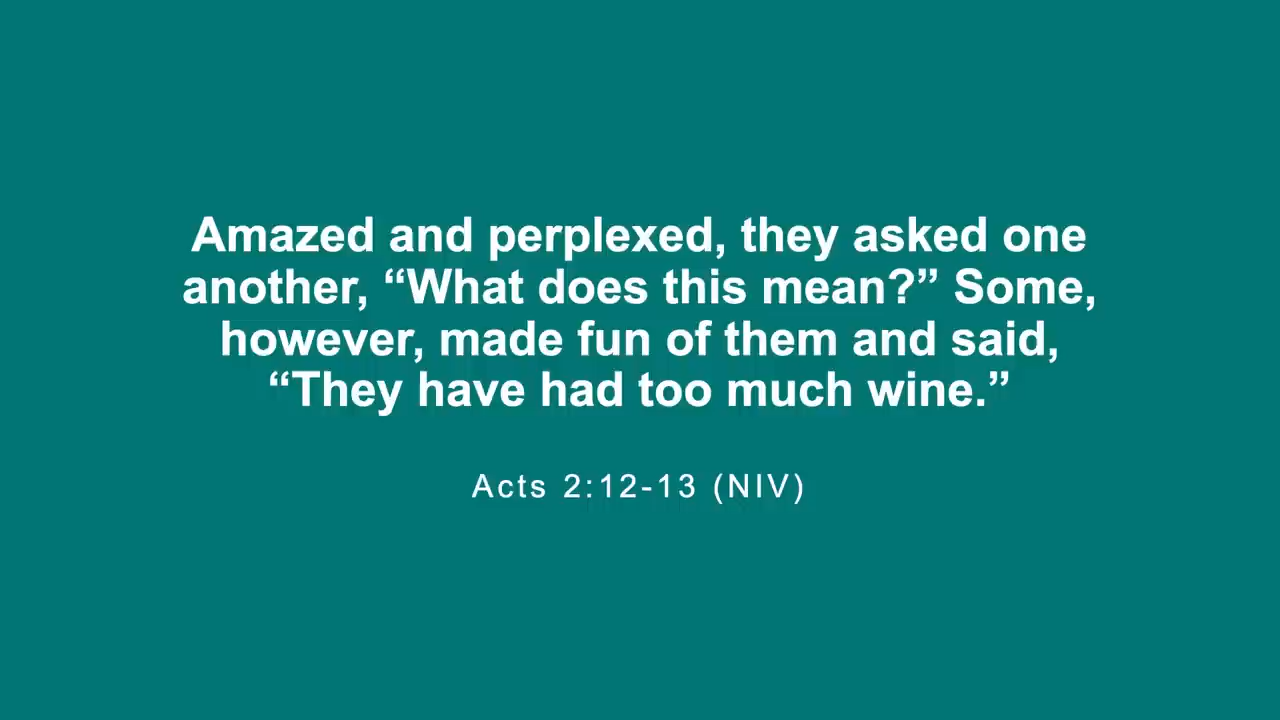 Amazed and perplexed, they asked one
another, “What does this mean?” Some,
however, made fun of them and said,
“They have had too much wine.”
Acts 2:12-13 (NIV)